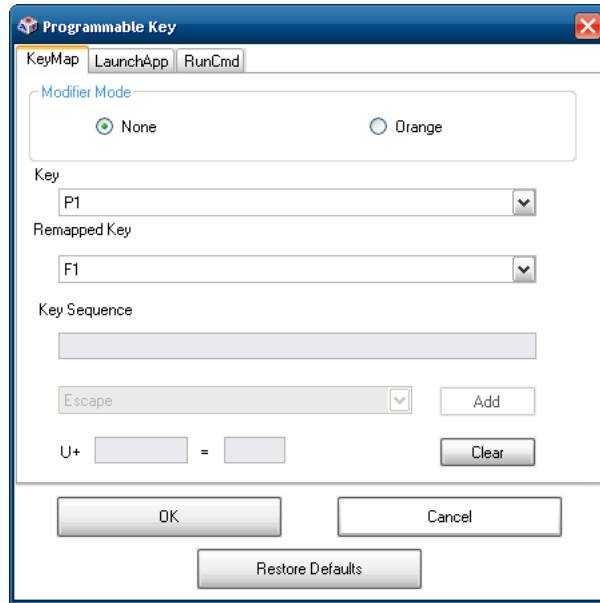 Programmable Key
KeyMap LaunchApp RunCmd
Modifier Mode
None Orange
Key
P1
Remapped Key
F1
Key Sequence
Escape Add
U+ = Clear
OK Cancel
Restore Defaults